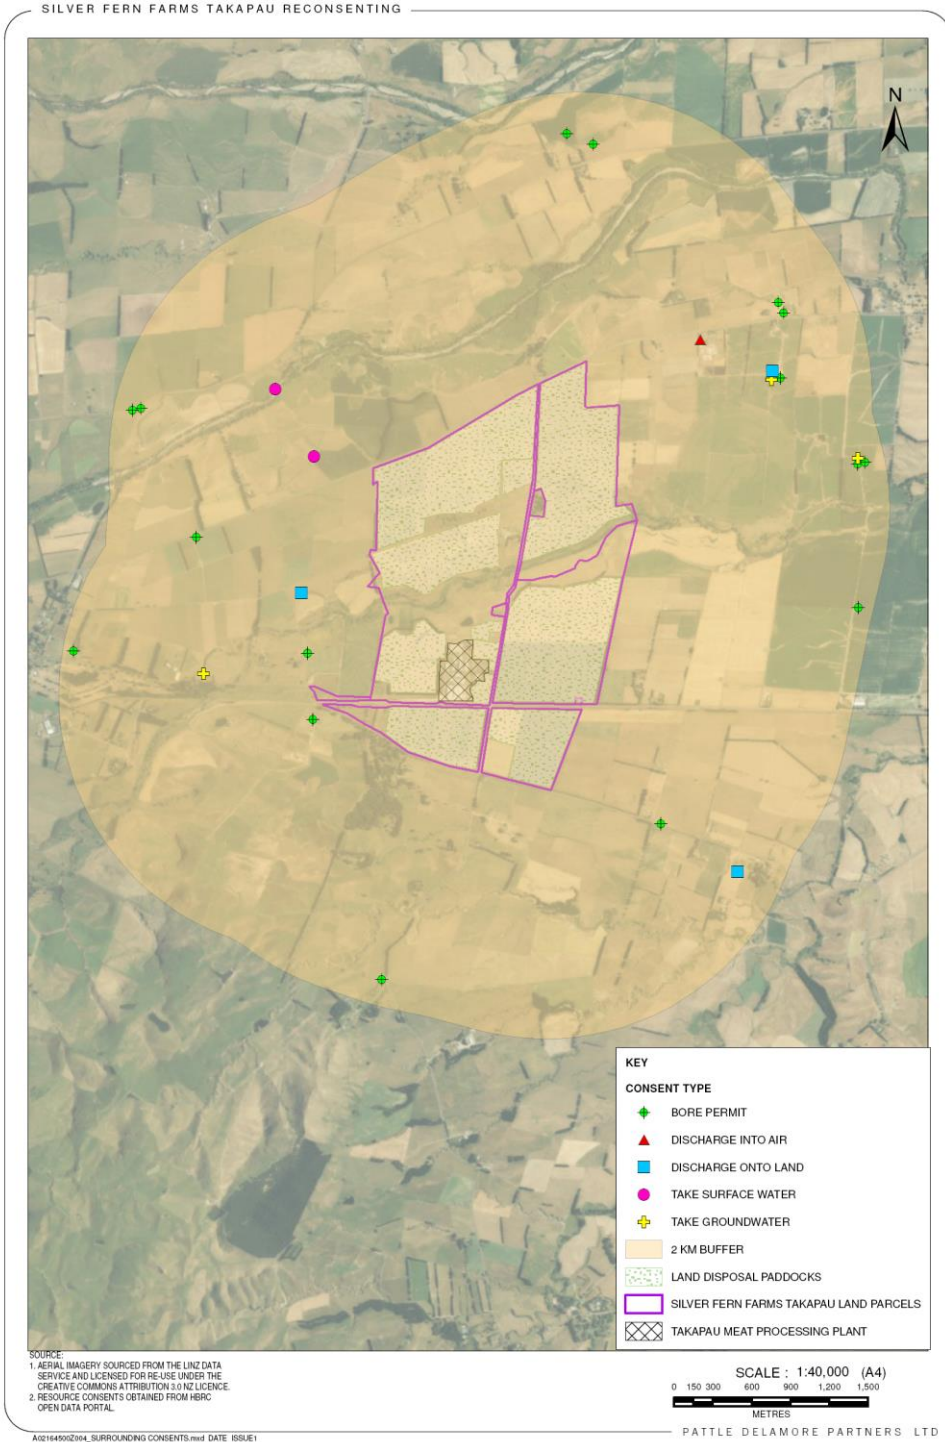 SILVER FERN FARMS TAKAPAU RECONSENTING
N
KEY
CONSENT TYPE
BORE PERMIT
DISCHARGE INTO AIR
DISCHARGE ONTO LAND
TAKE SURFACE WATER
TAKE GROUNDWATER
2 KM BUFFER
LAND DISPOSAL PADDOCKS
SILVER FERN FARMS TAKAPAU LAND PARCELS
TAKAPAU MEAT PROCESSING PLANT
SOURCE:
1. AERIAL IMAGERY SOURCED FROM THE LINZ DATA
SERVICE AND LICENSED FOR RE-USE UNDER THE
CREATIVE COMMONS ATTRIBUTION 3.0 NZ LICENCE.
2. RESOURCE CONSENTS OBTAINED FROM HBRC
OPEN DATA PORTAL.
SCALE : 1:40,000 (A4)
0 150 300 600 900 1,200 1,500
METRES
PATTLE DELAMORE PARTNERS LTD
A02164500Z004_SURROUNDING CONSENTS.mxd DATE ISSUE1